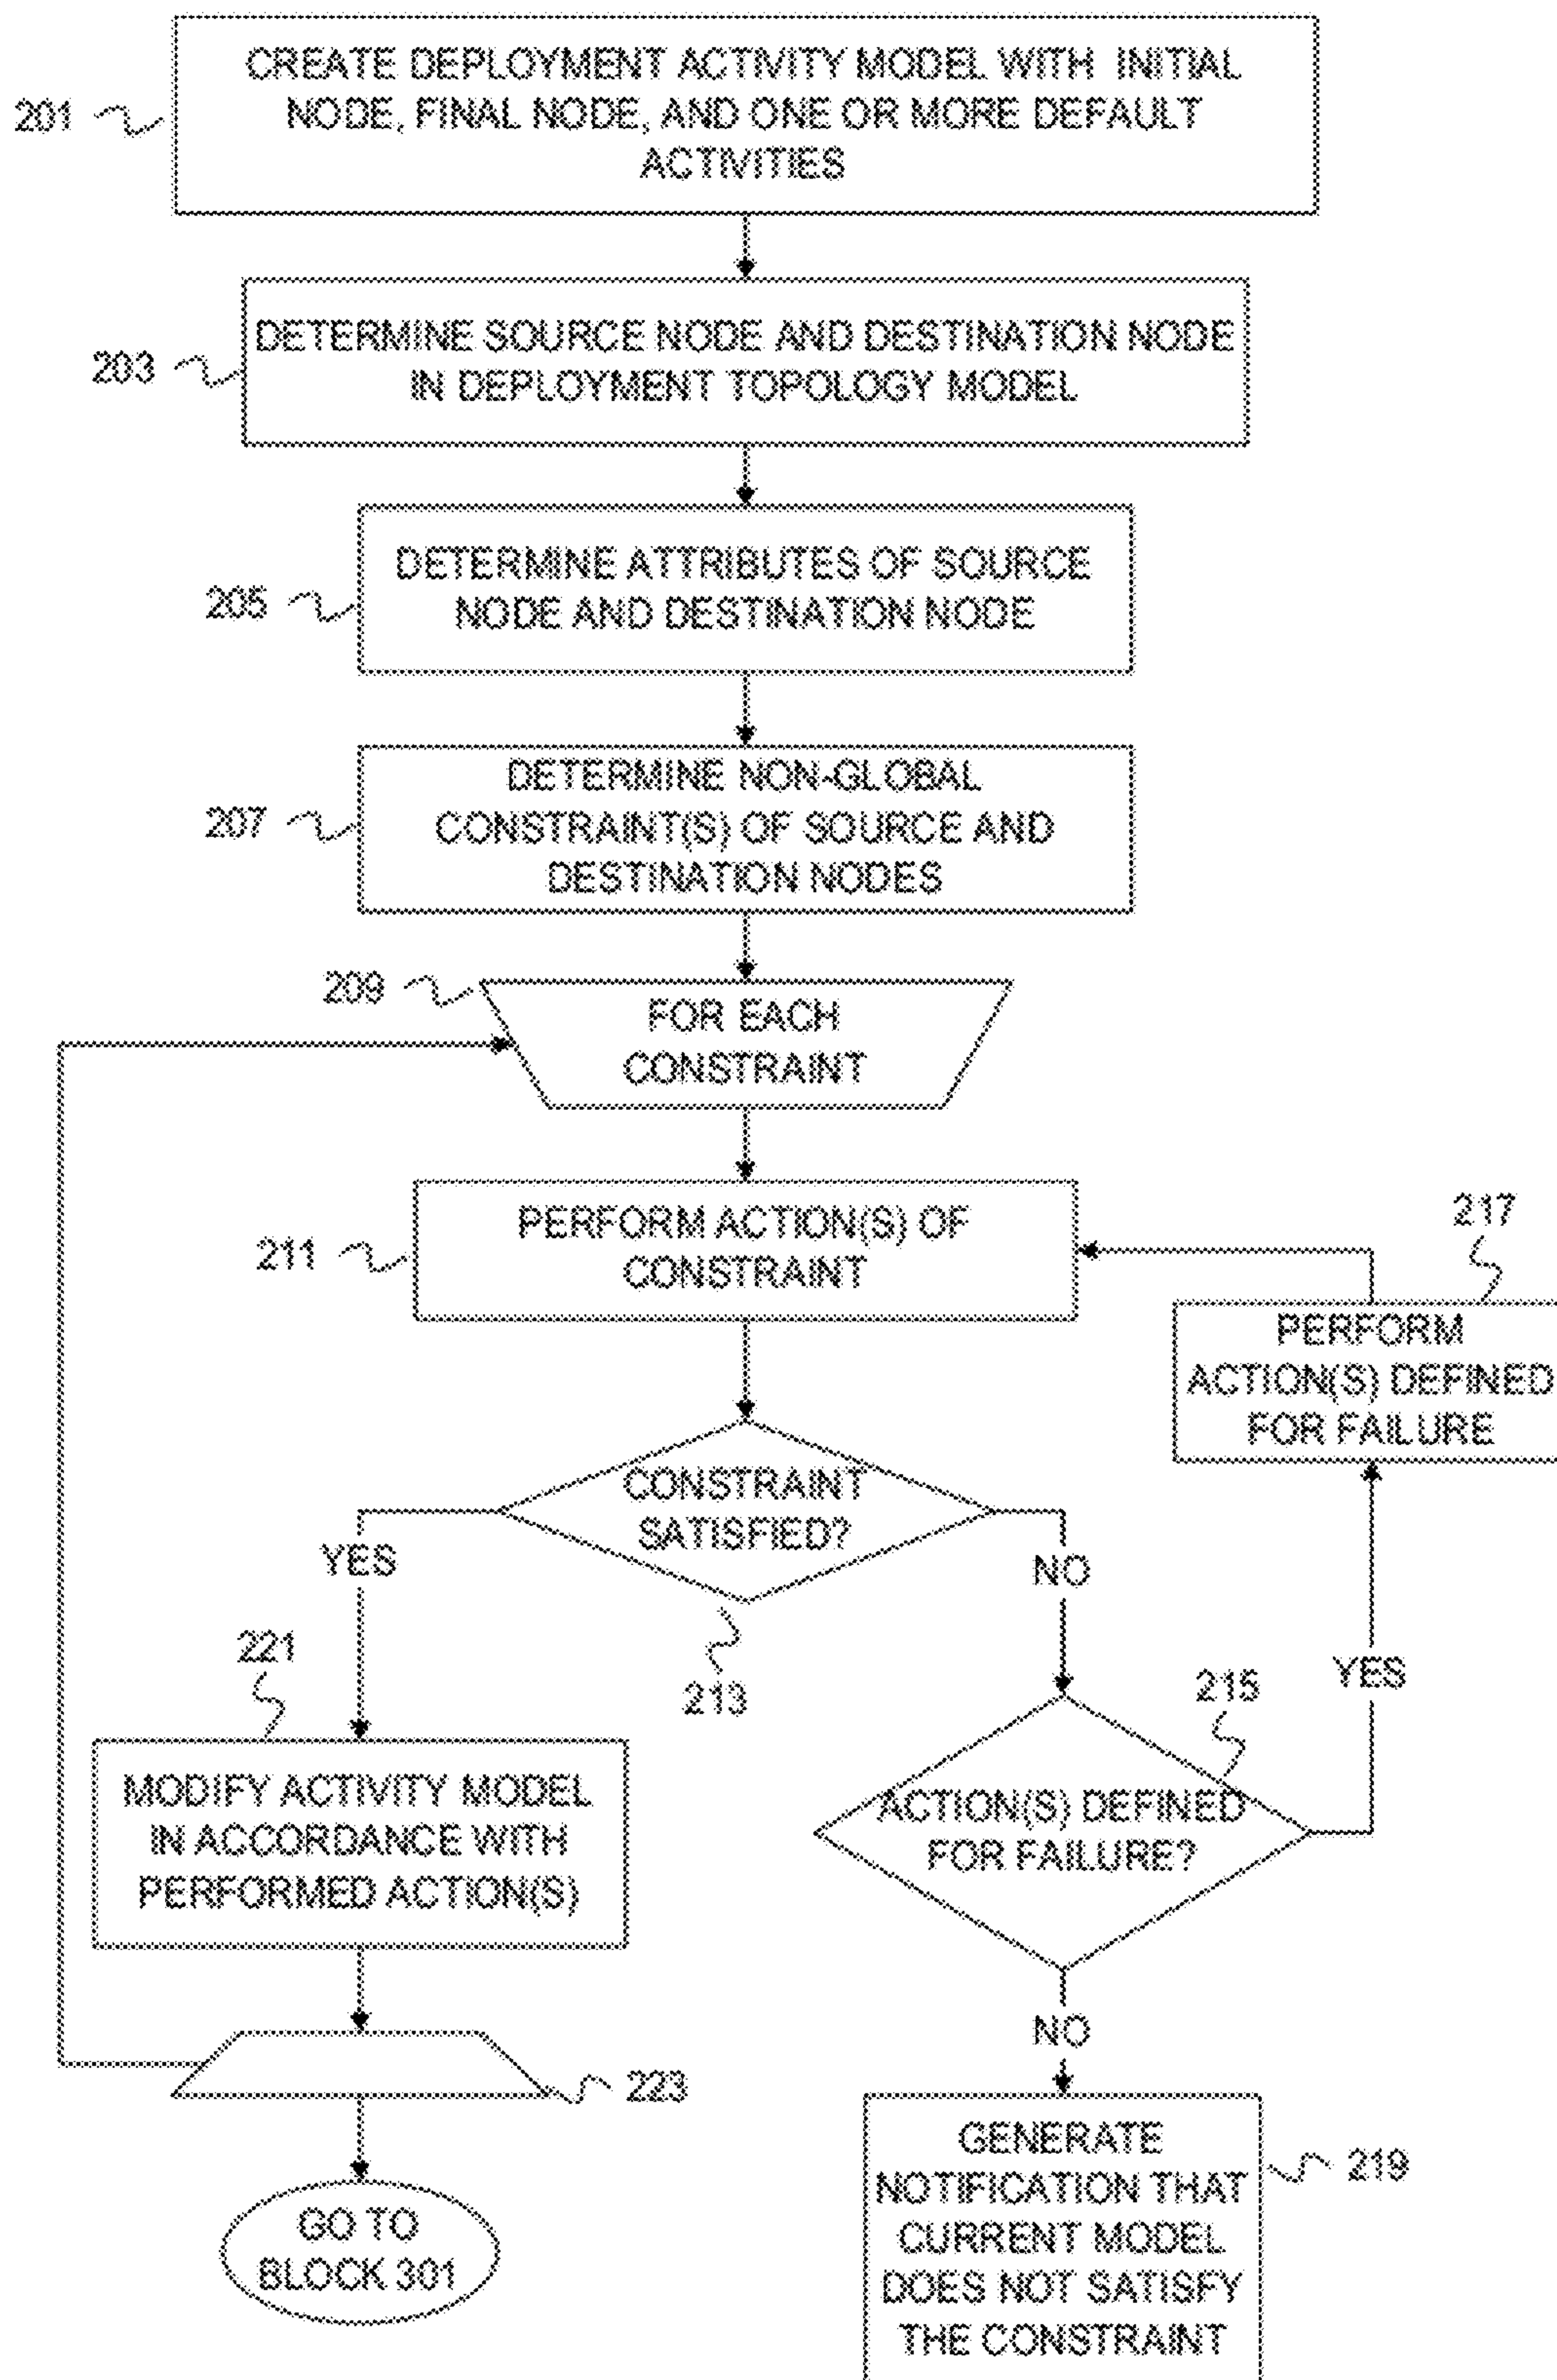 CREATE DEPLOYMENT ACTIVITY MODEL WITH INITIAL
NODE, FINAL NODE, AND ONE OR MORE DEFAULT
ACTIVITIES
201
DETERMINE SOURCE NODE AND DESTINATION NODE
IN DEPLOYMENT TOPOLOGY MODEL
203
DETERMINE ATTRIBUTES OF SOURCE
NODE AND DESTINATION NODE
205
DETERMINE NON-GLOBAL
CONSTRAINT(S) OF SOURCE AND
DESTINATION NODES
207
209
FOR EACH
CONSTRAINT
PERFORM ACTION(S) OF
CONSTRAINT
211
217
PERFORM
ACTION(S) DEFINED
FOR FAILURE
CONSTRAINT
SATISFIED?
YES
NO
213
221
215
YES
MODIFY ACTIVITY MODEL
IN ACCORDANCE WITH
PERFORMED ACTION(S)
ACTION(S) DEFINED
FOR FAILURE?
NO
223
GO TO
BLOCK 301
GENERATE
NOTIFICATION THAT
CURRENT MODEL
DOES NOT SATISFY
THE CONSTRAINT
219